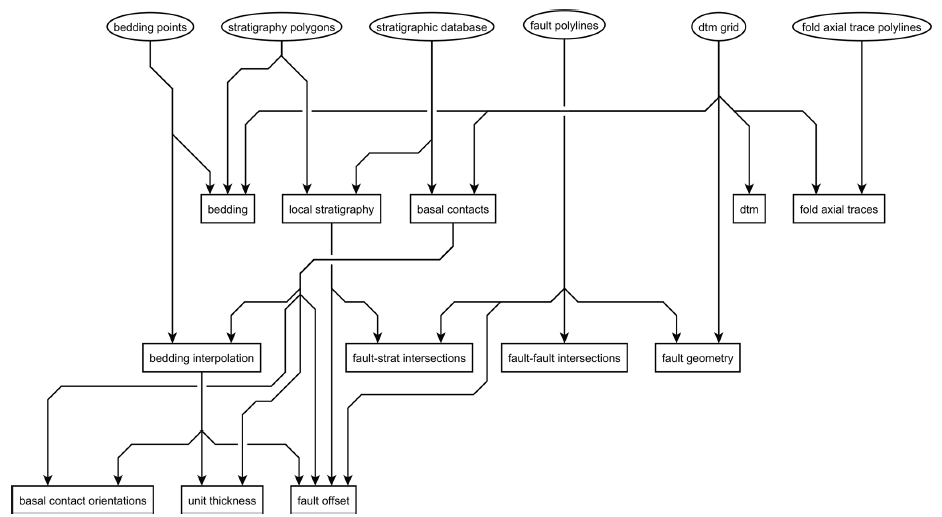 bedding points
stratigraphy polygons
stratigraphic database
fault polylines
dtm grid
fold axial trace polylines
bedding
local stratigraphy
basal contacts
dtm
fold axial traces
bedding interpolation
fault-strat intersections
fault-fault intersections
fault geometry
basal contact orientations
unit thickness
fault offset